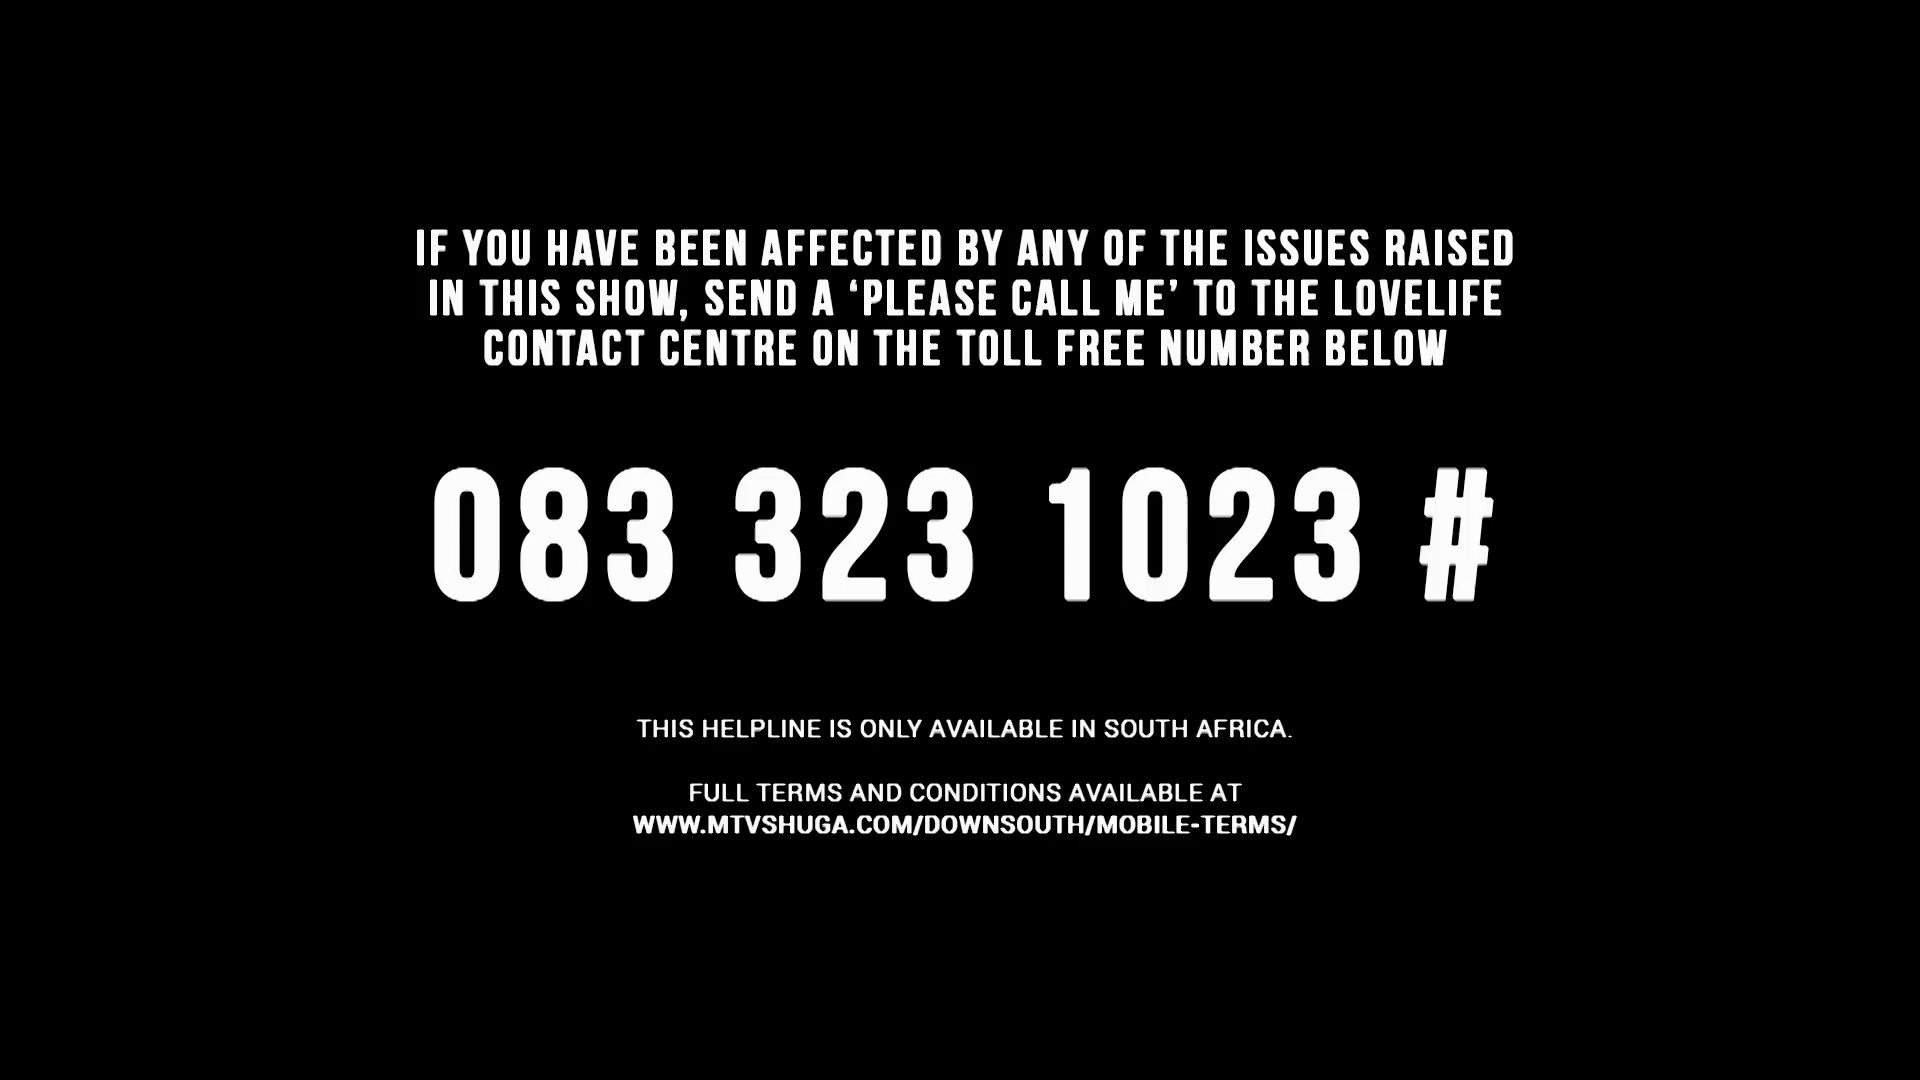 IF YOU HAVE BEEN AFFECTED BY ANY OF THE ISSUES RAISED
IN THIS SHOW, SEND A ‘PLEASE CALL ME’ TO THE LOVELIFE
CONTACT CENTRE ON THE TOLL FREE NUMBER BELOW
083 323 1023 #
THIS HELPLINE IS ONLY AVAILABLE IN SOUTH AFRICA.
FULL TERMS AND CONDITIONS AVAILABLE AT
WWW.MTVSHUGA.COM/DOWNSOUTH/MOBILE-TERMS/